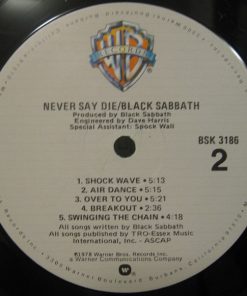 WARNER BROS. RECORDS
NEVER SAY DIE/BLACK SABBATH
Produced by Black Sabbath
Engineered by Dave Harris
Special Assistant: Spock Wall
BSK 3186
2
1. SHOCK WAVE • 5:13
2. AIR DANCE • 5:15
3. OVER TO YOU • 5:21
4. BREAKOUT • 2:36
5. SWINGING THE CHAIN • 4:18
All songs written by Black Sabbath
All songs published by TRO-Essex Music
International, Inc. - ASCAP
℗1978 Warner Bros. Records Inc.
a Warner Communications Company